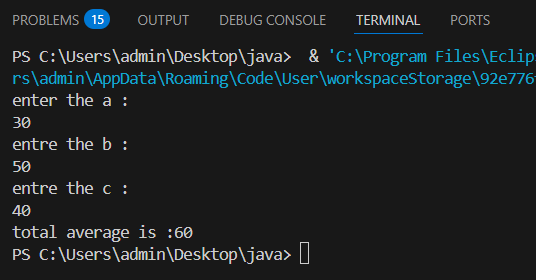 PROBLEMS 15 OUTPUT DEBUG CONSOLE TERMINAL PORTS
PS C:\Users\admin\Desktop\java>  & 'C:\Program Files\Eclip
rs\admin\AppData\Roaming\Code\User\workspaceStorage\92e776
enter the a :
30
entre the b :
50
entre the c :
40
total average is :60
PS C:\Users\admin\Desktop\java>